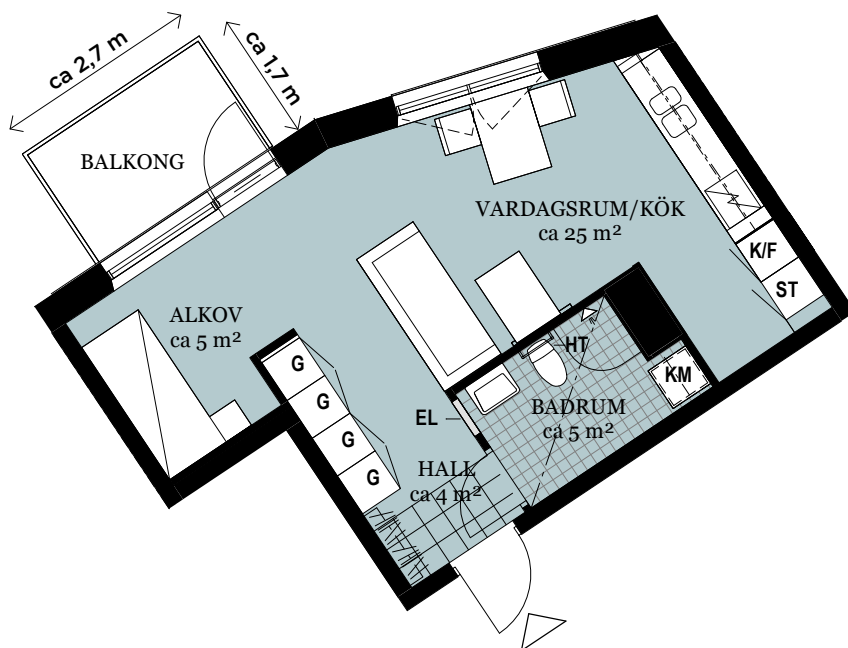 ca 2,7 m
ca 1,7 m
BALKONG
VARDAGSRUM/KÖK
ca 25 m²
K/F
ST
ALKOV
ca 5 m²
G
G
G
G
HT
KM
EL
BADRUM
ca 5 m²
HALL
ca 4 m²